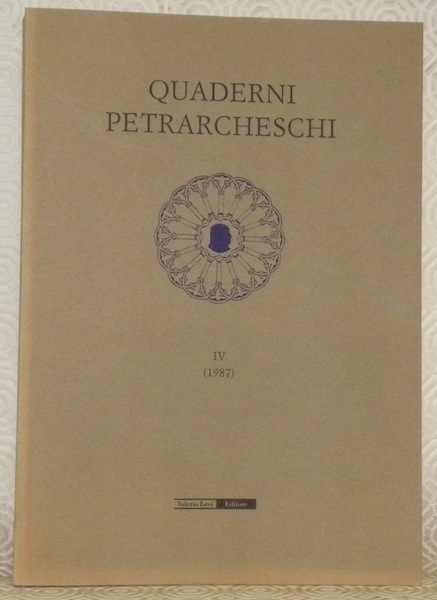 QUADERNI
PETRARCHESCHI
IV
(1987)
Valerio Levi Editore